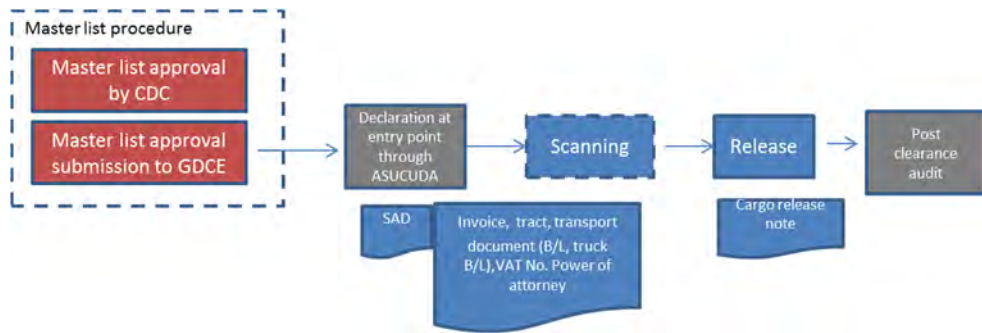 Master list procedure
Master list approval
by CDC
Master list approval
submission to GDCE
Declaration at
entry point
through
ASUCUDA
Scanning
Release
Post
clearance
audit
SAD
Invoice, tract, transport
document (B/L, truck
B/L),VAT No. Power of
attorney
Cargo release
note